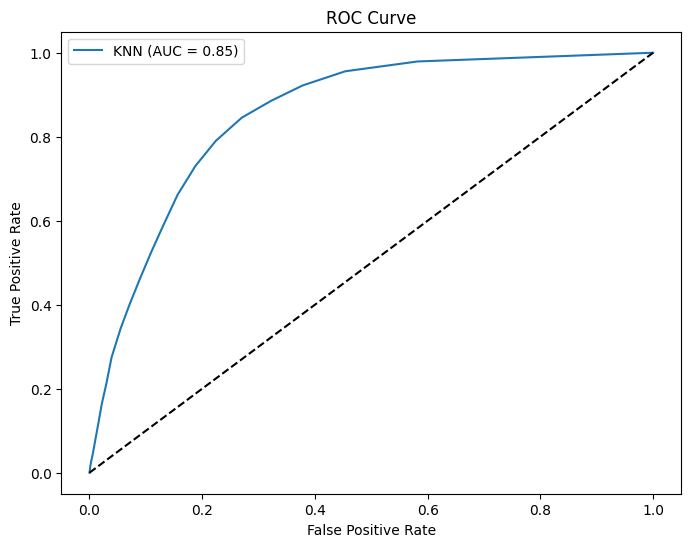 ROC Curve
KNN (AUC = 0.85)
True Positive Rate
1.0
0.8
0.6
0.4
0.2
0.0
0.0 0.2 0.4 0.6 0.8 1.0
False Positive Rate